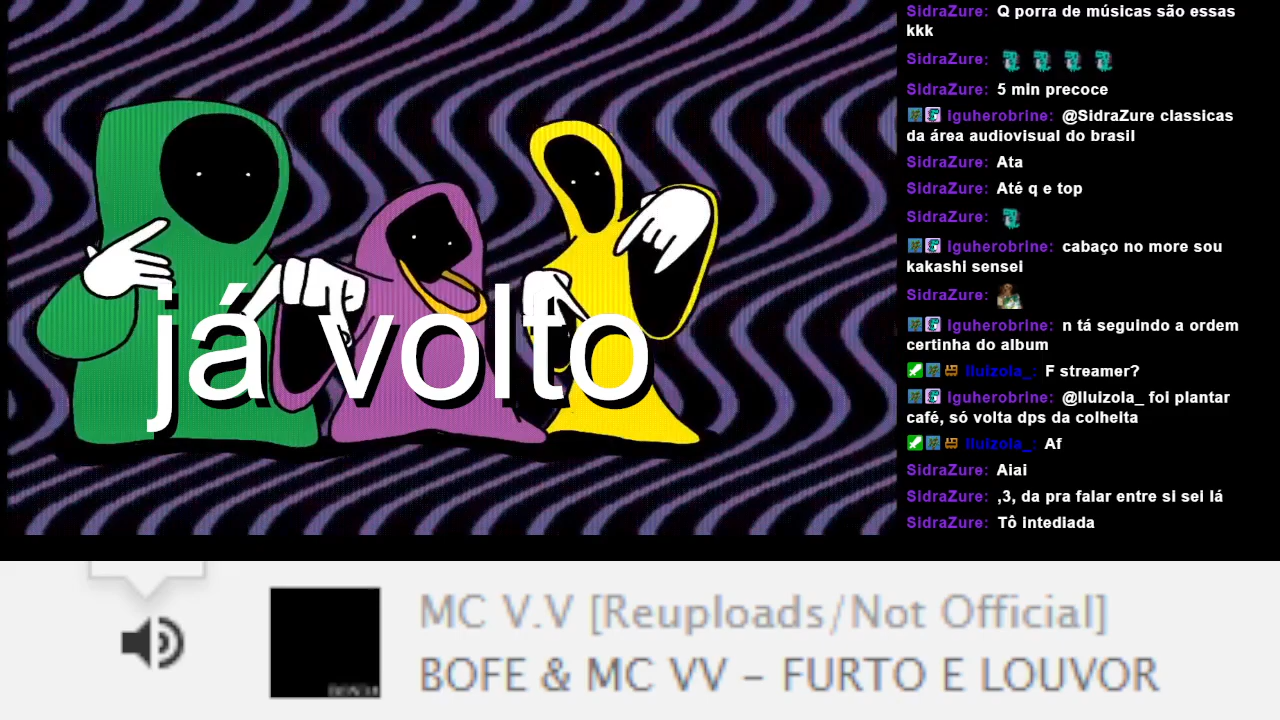 já volto
SidraZure: Q porra de músicas são essas
kkk
SidraZure:
SidraZure: 5 mIn precoce
Iguherobrine: @SidraZure classicas
da área audiovisual do brasil
SidraZure: Ata
SidraZure: Até q e top
SidraZure:
Iguherobrine: cabaço no more sou
kakashi sensei
SidraZure:
Iguherobrine: n tá seguindo a ordem
certinha do album
lluizola_: F streamer?
Iguherobrine: @lluizola_ foi plantar
café, só volta dps da colheita
lluizola_: Af
SidraZure: Aiai
SidraZure: ,3, da pra falar entre si sei lá
SidraZure: Tô intediada
MC V.V [Reuploads/Not Official]
BOFE & MC VV - FURTO E LOUVOR